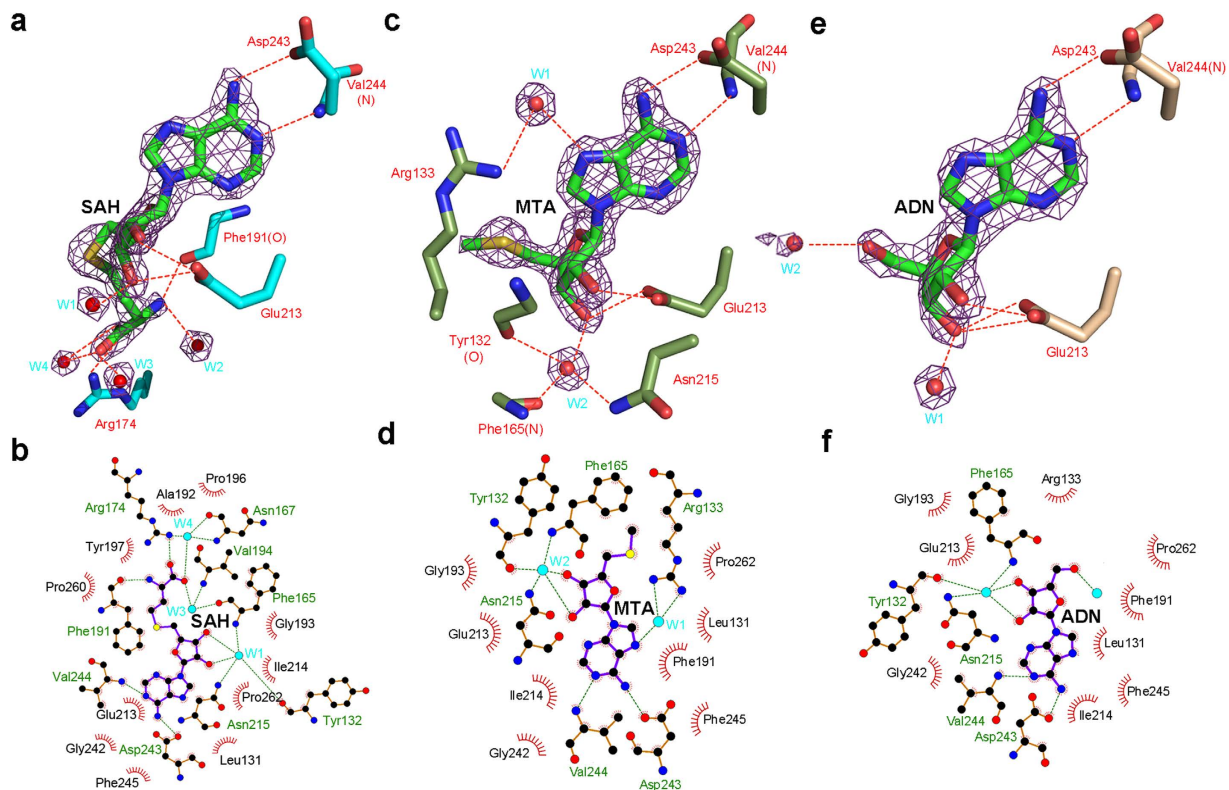 a
Asp243
Val244
(N)
SAH
Phe191(O)
Glu213
W1
W2
W3
W4
Arg174
c
W1
Asp243
Val244
(N)
Arg133
MTA
Tyr132
(O)
Glu213
Asn215
W2
Phe165(N)
e
Asp243
Val244(N)
ADN
W2
Glu213
W1
b
Pro196
Ala192
Arg174
W4
Asn167
Tyr197
Val194
Pro260
W3
Phe165
SAH
Gly193
Phe191
W1
Ile214
Val244
Pro262
Glu213
Asn215
Tyr132
Gly242
Asp243
Leu131
Phe245
d
Phe165
Tyr132
Arg133
W2
Pro262
Gly193
Asn215
MTA
W1
Leu131
Glu213
Phe191
Ile214
Phe245
Gly242
Val244
Asp243
f
Phe165
Arg133
Gly193
Glu213
Pro262
Phe191
Tyr132
ADN
Leu131
Asn215
Gly242
Phe245
Val244
Ile214
Asp243